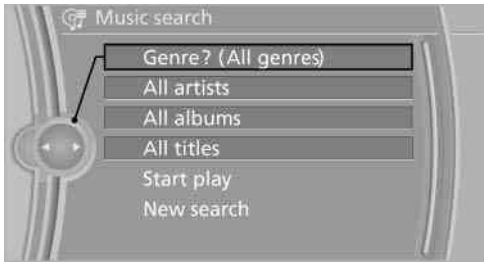 Music search
Genre? (All genres)
All artists
All albums
All titles
Start play
New search